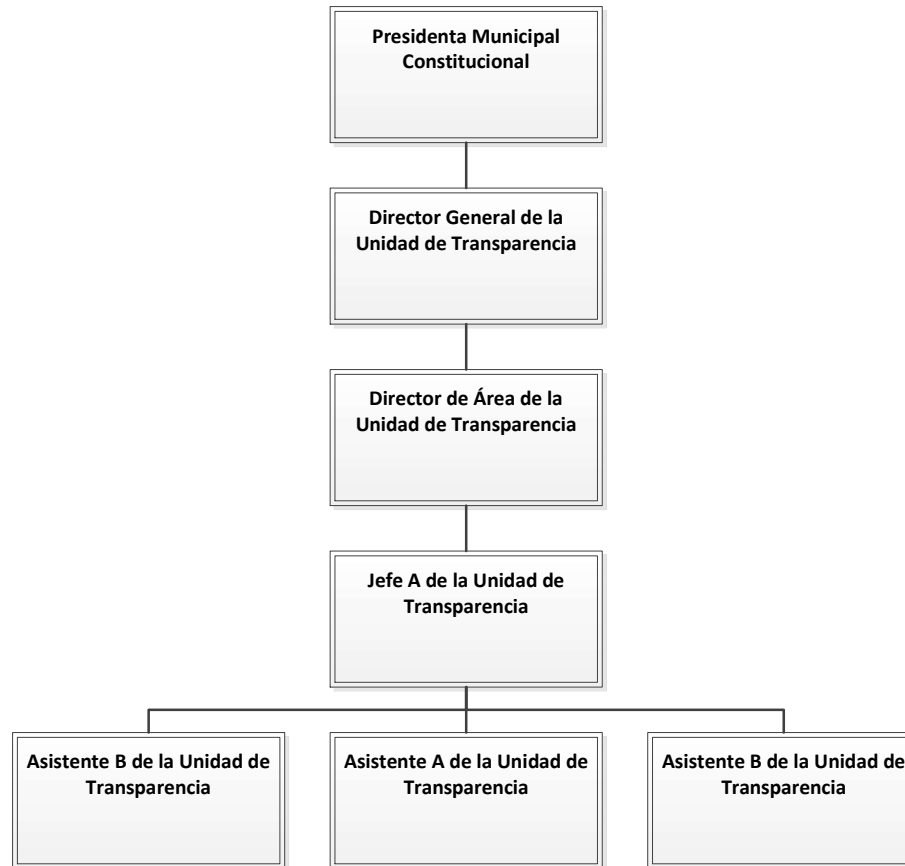 Presidenta Municipal
Constitucional
Director General de la
Unidad de Transparencia
Director de Área de la
Unidad de Transparencia
Jefe A de la Unidad de
Transparencia
Asistente B de la Unidad de
Transparencia
Asistente A de la Unidad de
Transparencia
Asistente B de la Unidad de
Transparencia